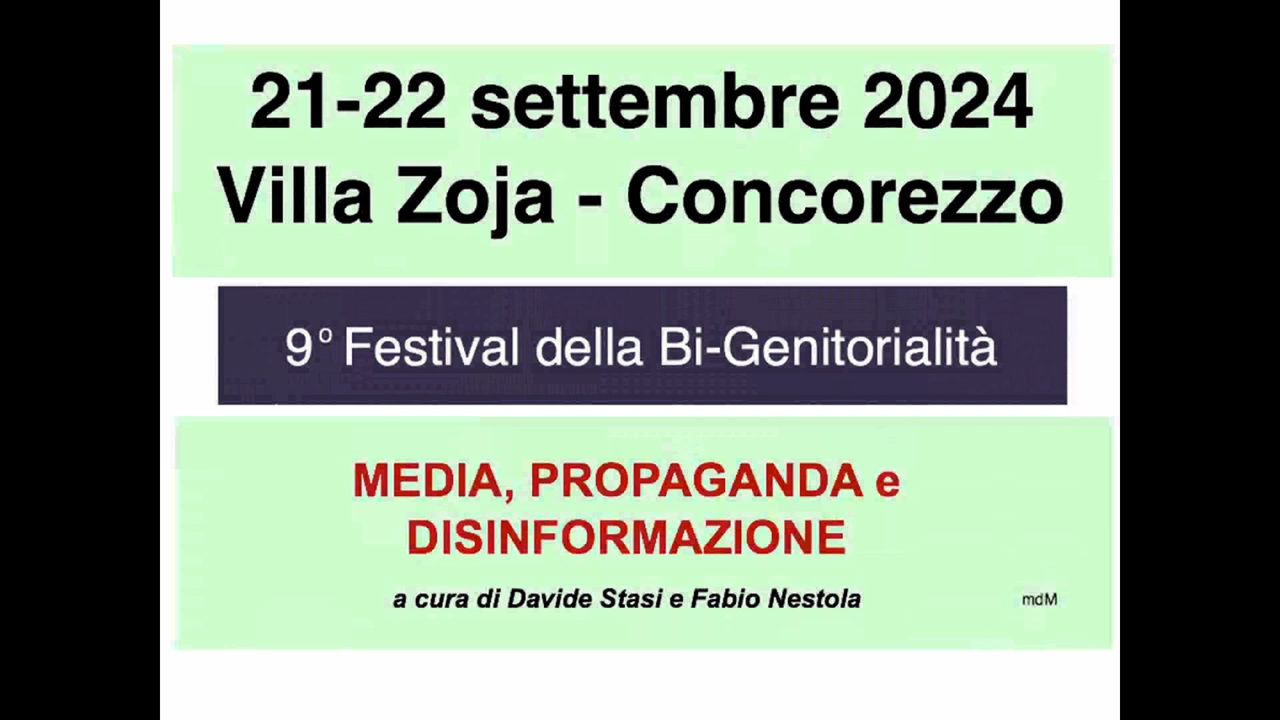 21-22 settembre 2024
Villa Zoja - Concorezzo
9° Festival della Bi-Genitorialità
MEDIA, PROPAGANDA e
DISINFORMAZIONE
a cura di Davide Stasi e Fabio Nestola
mdM